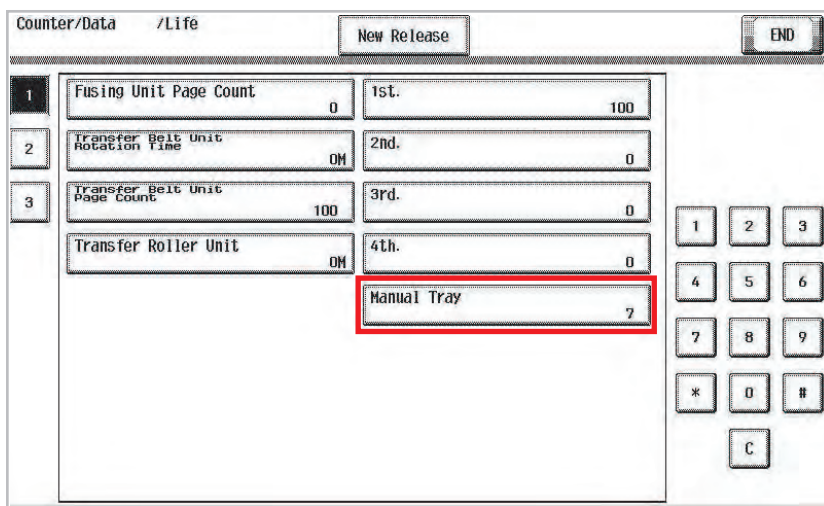 Counter/Data /Life
New Release
END
1
Fusing Unit Page Count
0
1st.
100
2
Transfer Belt Unit
Rotation Time
0M
2nd.
0
3
Transfer Belt Unit
Page Count
100
3rd.
0
Transfer Roller Unit
0M
4th.
0
Manual Tray
7
1 2 3
4 5 6
7 8 9
* 0 #
C